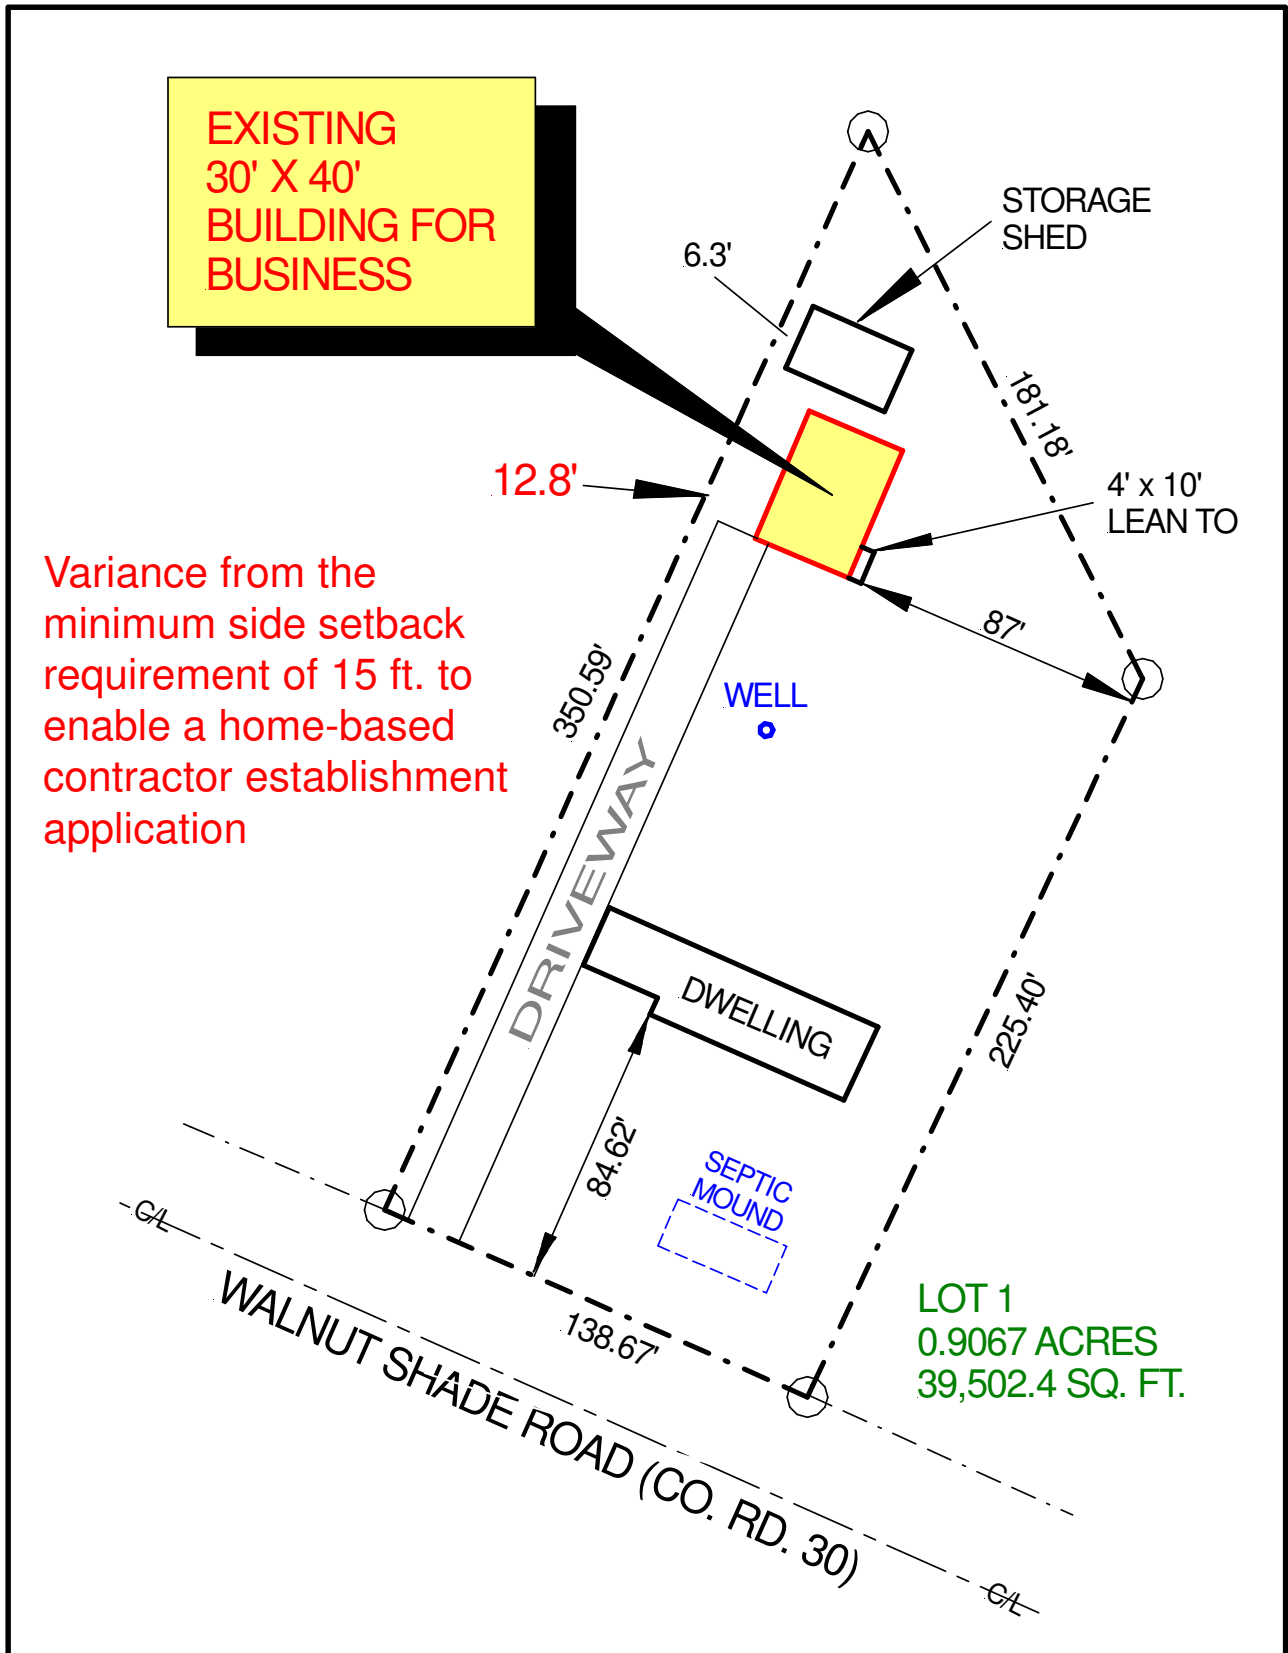 EXISTING
30' X 40'
BUILDING FOR
BUSINESS
STORAGE
SHED
6.3'
181.18'
12.8'
4' x 10'
LEAN TO
Variance from the
minimum side setback
requirement of 15 ft. to
enable a home-based
contractor establishment
application
87'
350.59'
WELL
DRIVEWAY
DWELLING
225.40'
84.62'
SEPTIC
MOUND
C/L
WALNUT SHADE ROAD (CO. RD. 30)
138.67'
LOT 1
0.9067 ACRES
39,502.4 SQ. FT.
C/L